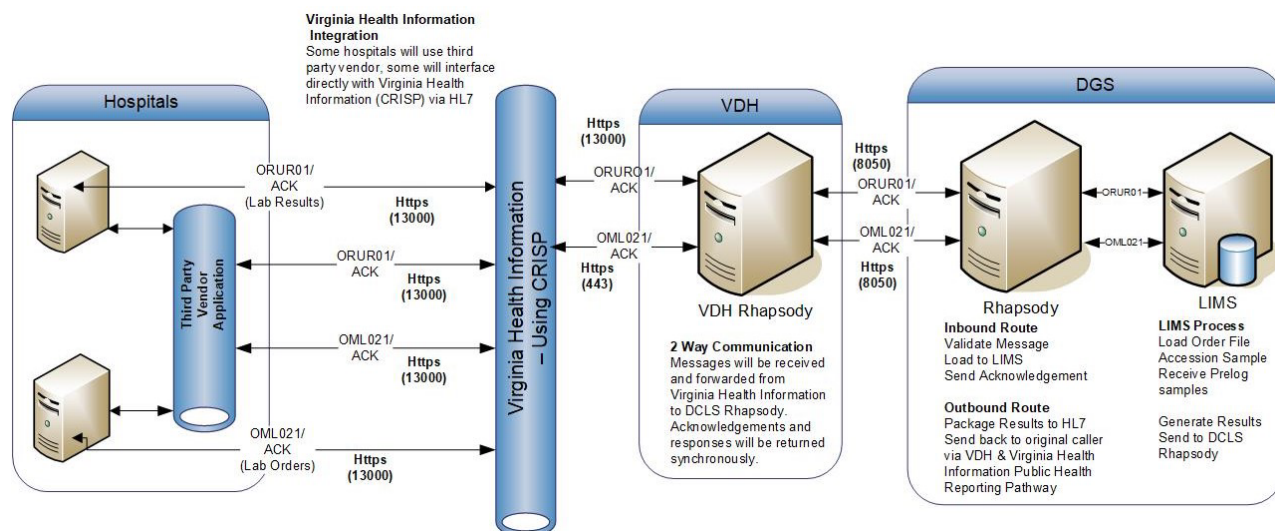 Virginia Health Information
Integration
Some hospitals will use third
party vendor, some will interface
directly with Virginia Health
Information (CRISP) via HL7
Hospitals
ORUR01/
ACK
(Lab Results)
Https
(13000)
Third Party
Vendor
Application
ORUR01/
ACK
Https
(13000)
OML021/
ACK
Https
(13000)
OML021/
ACK
(Lab Orders)
Https
(13000)
Virginia Health Information
– Using CRISP
Https
(13000)
ORURO1/
ACK
OML021/
ACK
Https
(443)
VDH
VDH Rhapsody
2 Way Communication
Messages will be received
and forwarded from
Virginia Health Information
to DCLS Rhapsody.
Acknowledgements and
responses will be returned
synchronously.
Https
(8050)
ORUR01/
ACK
OML021/
ACK
Https
(8050)
DGS
ORUR01
OML021
Rhapsody
Inbound Route
Validate Message
Load to LIMS
Send Acknowledgement
Outbound Route
Package Results to HL7
Send back to original caller
via VDH & Virginia Health
Information Public Health
Reporting Pathway
LIMS
LIMS Process
Load Order File
Accession Sample
Receive Prelog
samples
Generate Results
Send to DCLS
Rhapsody